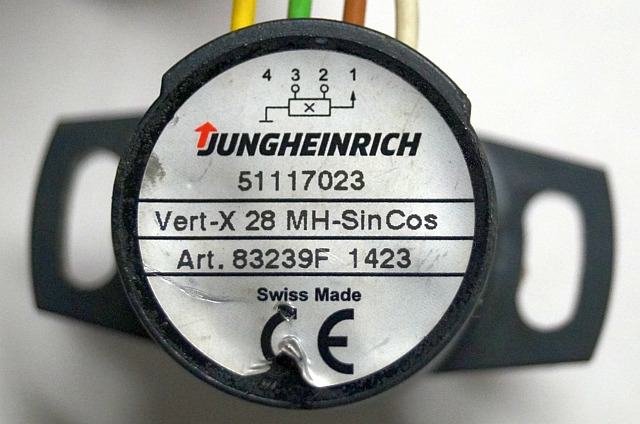 4 3 2 1
X
JUNGHEINRICH
51117023
Vert-X 28 MH-SinCos
Art. 83239F 1423
Swiss Made
CE